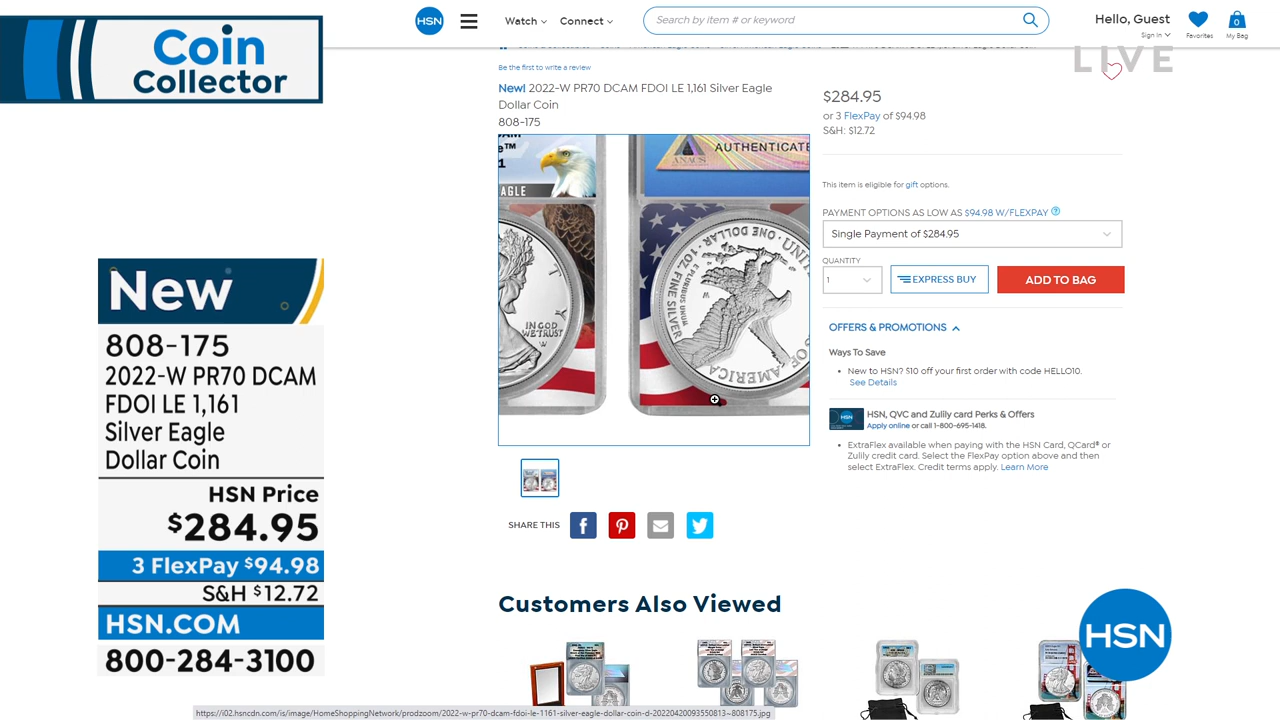 Coin
Collector
New
808-175
2022-W PR70 DCAM
FDOI LE 1,161
Silver Eagle
Dollar Coin
HSN Price
$284.95
3 FlexPay $94.98
S&H $12.72
HSN.COM
800-284-3100
HSN
Watch
Connect
Search by item # or keyword
Hello, Guest
Sign in
Favorites
0
My Bag
LIVE
Be the first to write a review
New! 2022-W PR70 DCAM FDOI LE 1,161 Silver Eagle
Dollar Coin
808-175
1
AGLE
ANACS
AUTHENTICATE
IN GOD
WE TRUST
W
ONE DOLLAR
1 OZ. FINE SILVER
E PLURIBUS UNUM
W
UNI
OF AMERICA
$284.95
or 3 FlexPay of $94.98
S&H: $12.72
This item is eligible for gift options.
PAYMENT OPTIONS AS LOW AS $94.98 W/FLEXPAY
Single Payment of $284.95
QUANTITY
1
EXPRESS BUY
ADD TO BAG
OFFERS & PROMOTIONS
Ways To Save
• New to HSN? $10 off your first order with code HELLO10.
See Details
HSN
HSN, QVC and Zulily card Perks & Offers
Apply online or call 1-800-695-1418.
• ExtraFlex available when paying with the HSN Card, QCard® or
Zulily credit card. Select the FlexPay option above and then
select ExtraFlex. Credit terms apply. Learn More
SHARE THIS
Customers Also Viewed
HSN
https://i02.hsncdn.com/is/image/HomeShoppingNetwork/prodzoom/2022-w-pr70-dcam-fdoi-le-1161-silver-eagle-dollar-coin-d-20220420093550813~808175.jpg